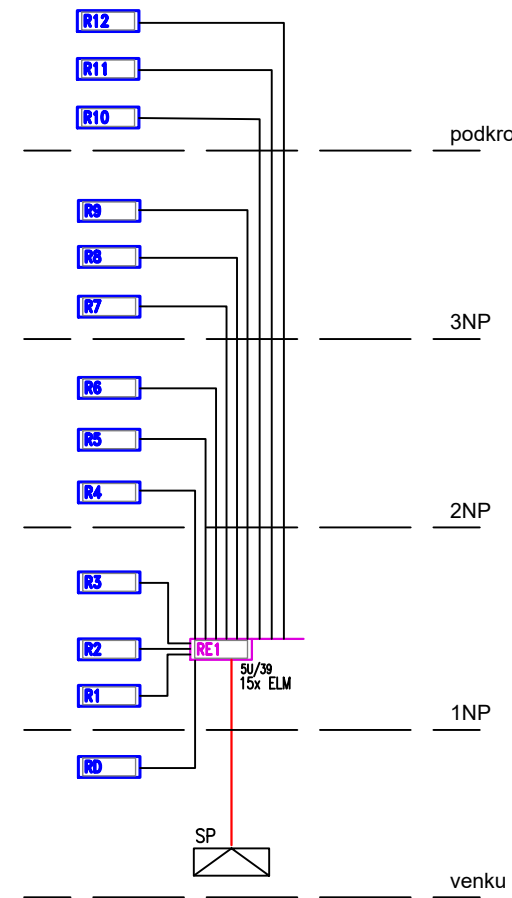 R12
R11
R10
podkro
R9
R8
R7
3NP
R6
R5
R4
2NP
R3
R2
RE1
5U/39
15x ELM
R1
1NP
RD
SP
venku